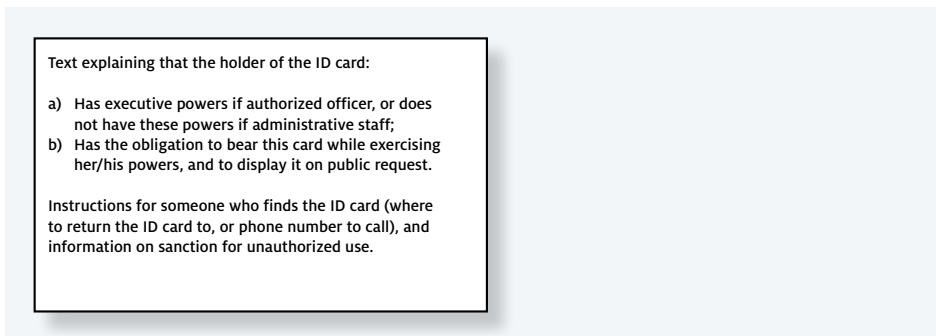 Text explaining that the holder of the ID card:
a) Has executive powers if authorized officer, or does
not have these powers if administrative staff;
b) Has the obligation to bear this card while exercising
her/his powers, and to display it on public request.
Instructions for someone who finds the ID card (where
to return the ID card to, or phone number to call), and
information on sanction for unauthorized use.